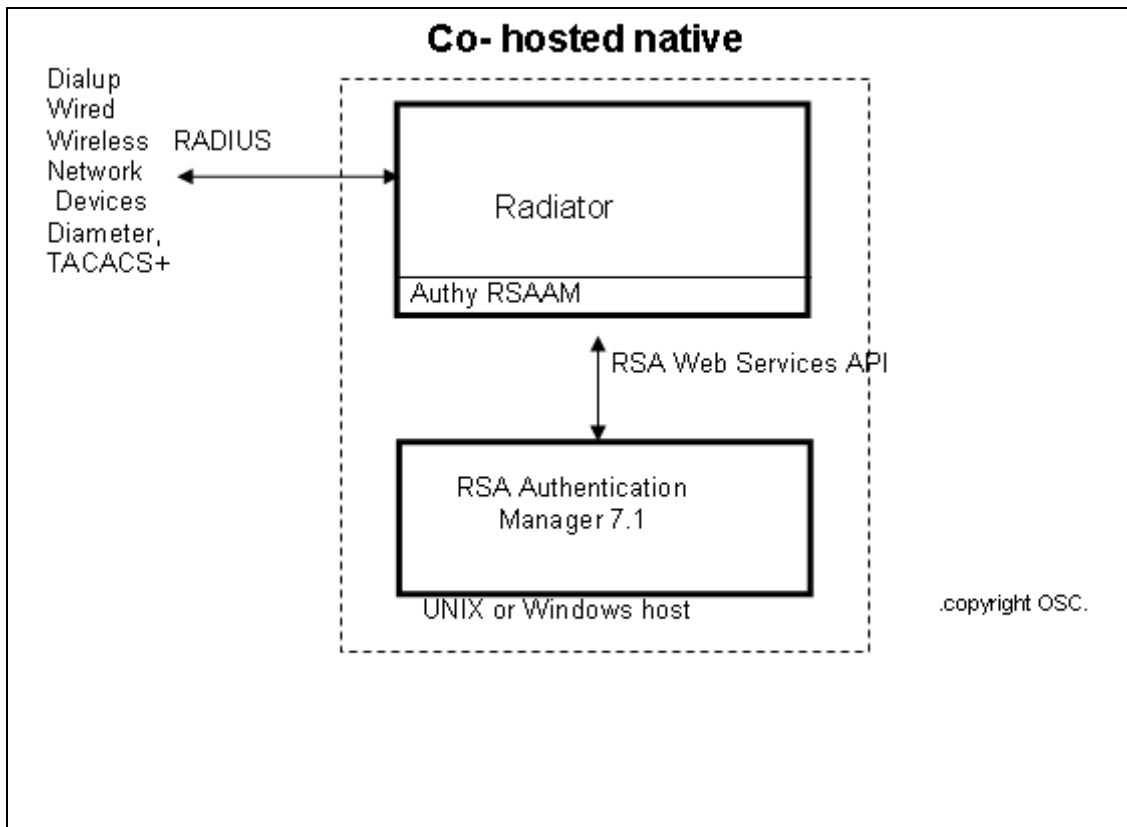 Co- hosted native
Dialup
Wired
Wireless RADIUS
Network
Devices
Diameter,
TACACS+
Radiator
Authy RSAAM
RSA Web Services API
RSA Authentication
Manager 7.1
UNIX or Windows host
.copyright OSC.